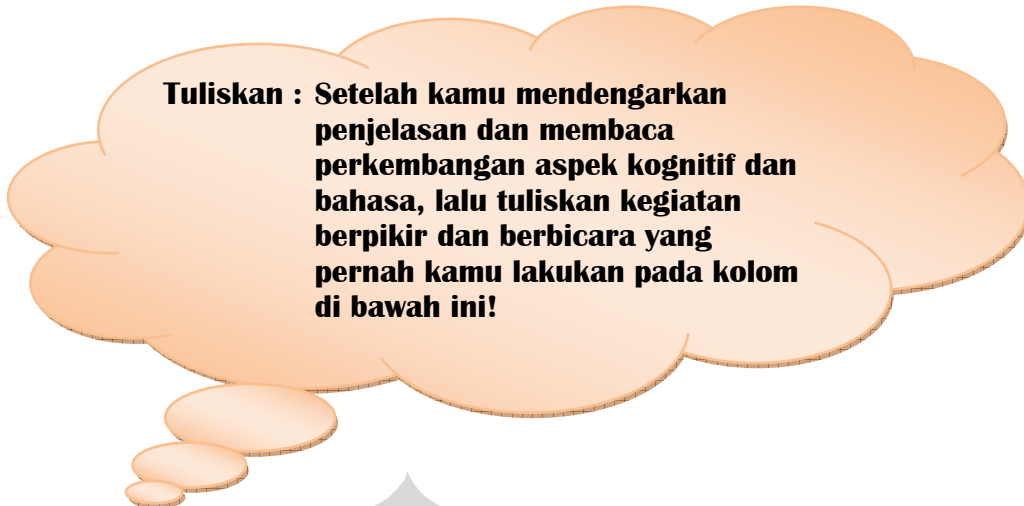 Tuliskan : Setelah kamu mendengarkan
penjelasan dan membaca
perkembangan aspek kognitif dan
bahasa, lalu tuliskan kegiatan
berpikir dan berbicara yang
pernah kamu lakukan pada kolom
di bawah ini!